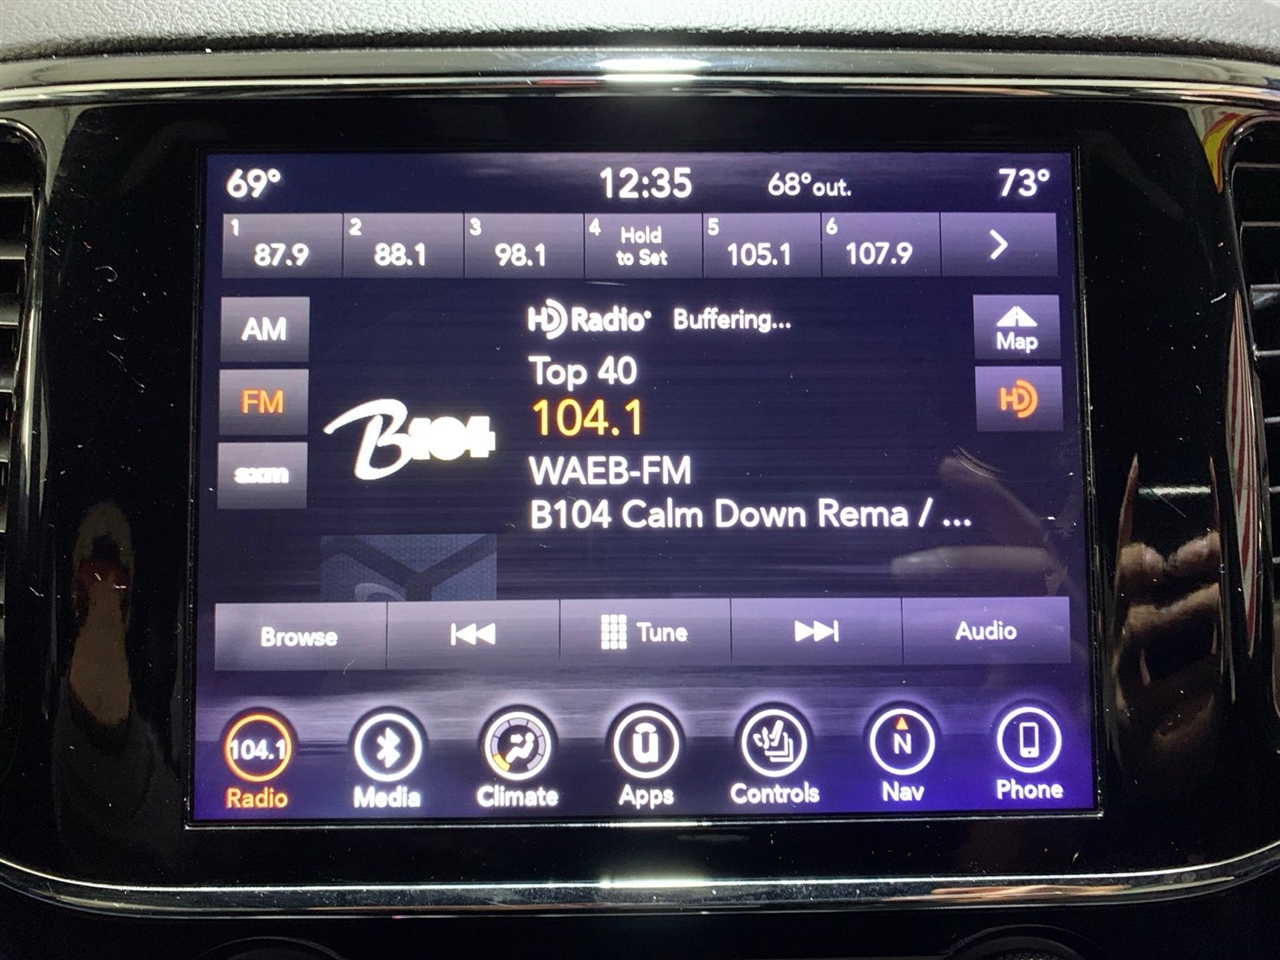 69° 12:35 68°out. 73°
1 87.9 2 88.1 3 98.1 4 Hold to Set 5 105.1 6 107.9
AM
HD Radio Buffering...
Map
Top 40
FM
104.1
HD
B104
WAEB-FM
sxm
B104 Calm Down Rema / ...
Browse Tune Audio
104.1 N
Radio Media Climate Apps Controls Nav Phone